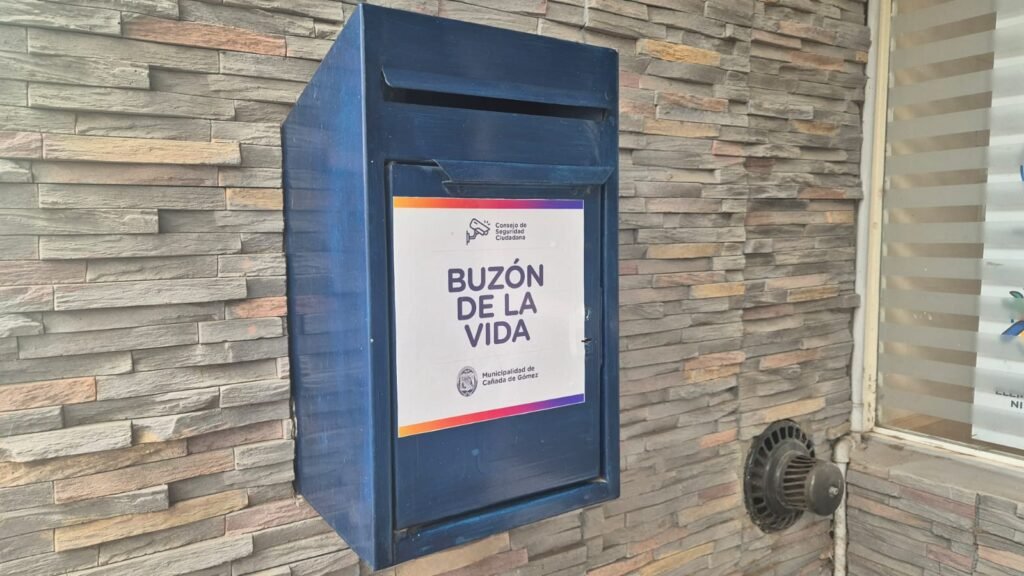 Consejo de
Seguridad
Ciudadana
BUZÓN
DE LA
VIDA
Municipalidad de
Cañada de Gómez